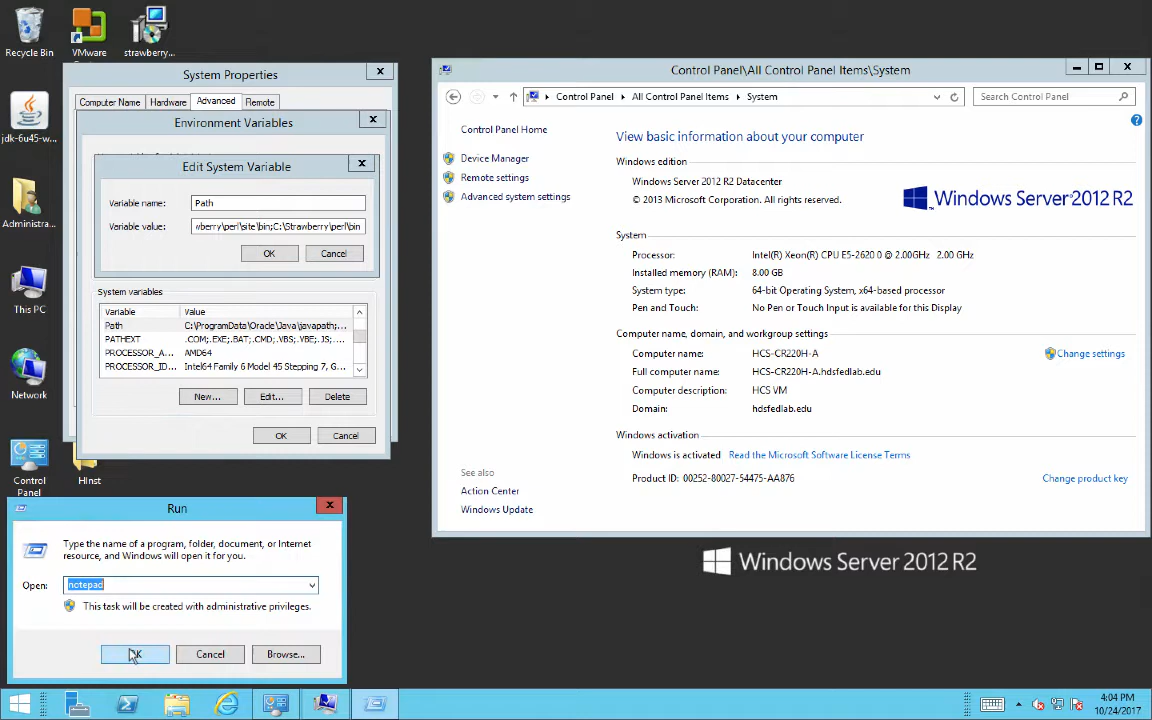 Recycle Bin
VMware
strawberry...
jdk-6u45-w...
Administra...
This PC
Network
Control
Panel
HInst
System Properties
Computer Name
Hardware
Advanced
Remote
Environment Variables
Edit System Variable
Variable name:
Path
Variable value:
berry\perl\site\bin;C:\Strawberry\perl\bin
OK
Cancel
System variables
Variable Value
Path C:\ProgramData\Oracle\Java\javapath;...
PATHEXT .COM;.EXE;.BAT;.CMD;.VBS;.VBE;.JS;...
PROCESSOR_A... AMD64
PROCESSOR_ID... Intel64 Family 6 Model 45 Stepping 7, G...
New...
Edit...
Delete
OK
Cancel
Run
Type the name of a program, folder, document, or Internet
resource, and Windows will open it for you.
Open:
notepad
This task will be created with administrative privileges.
OK
Cancel
Browse...
Control Panel\All Control Panel Items\System
Control Panel
All Control Panel Items
System
Search Control Panel
Control Panel Home
Device Manager
Remote settings
Advanced system settings
See also
Action Center
Windows Update
View basic information about your computer
Windows edition
Windows Server 2012 R2 Datacenter
© 2013 Microsoft Corporation. All rights reserved.
Windows Server 2012 R2
System
Processor: Intel(R) Xeon(R) CPU E5-2620 0 @ 2.00GHz 2.00 GHz
Installed memory (RAM): 8.00 GB
System type: 64-bit Operating System, x64-based processor
Pen and Touch: No Pen or Touch Input is available for this Display
Computer name, domain, and workgroup settings
Computer name: HCS-CR220H-A
Change settings
Full computer name: HCS-CR220H-A.hdsfedlab.edu
Computer description: HCS VM
Domain: hdsfedlab.edu
Windows activation
Windows is activated Read the Microsoft Software License Terms
Product ID: 00252-80027-54475-AA876
Change product key
Windows Server 2012 R2
4:04 PM
10/24/2017